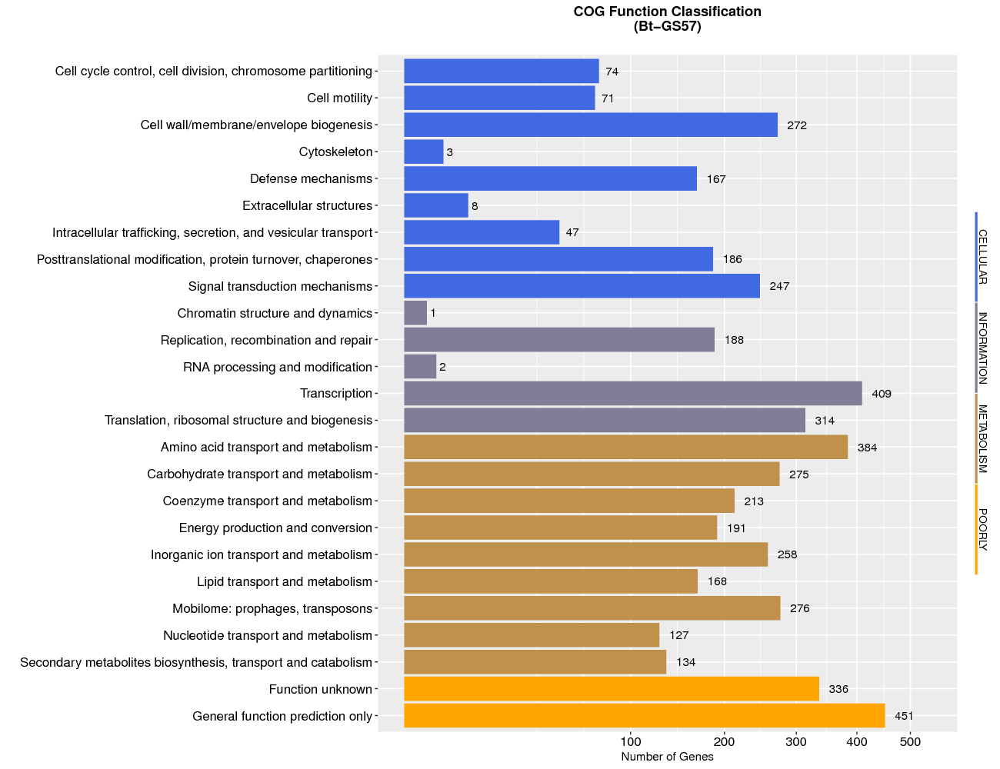 COG Function Classification
(Bt−GS57)
Cell cycle control, cell division, chromosome partitioning 74
Cell motility 71
Cell wall/membrane/envelope biogenesis 272
Cytoskeleton 3
Defense mechanisms 167
Extracellular structures 8
Intracellular trafficking, secretion, and vesicular transport 47
Posttranslational modification, protein turnover, chaperones 186
Signal transduction mechanisms 247
Chromatin structure and dynamics 1
Replication, recombination and repair 188
RNA processing and modification 2
Transcription 409
Translation, ribosomal structure and biogenesis 314
Amino acid transport and metabolism 384
Carbohydrate transport and metabolism 275
Coenzyme transport and metabolism 213
Energy production and conversion 191
Inorganic ion transport and metabolism 258
Lipid transport and metabolism 168
Mobilome: prophages, transposons 276
Nucleotide transport and metabolism 127
Secondary metabolites biosynthesis, transport and catabolism 134
Function unknown 336
General function prediction only 451
100 200 300 400 500
Number of Genes
CELLULAR
INFORMATION
METABOLISM
POORLY